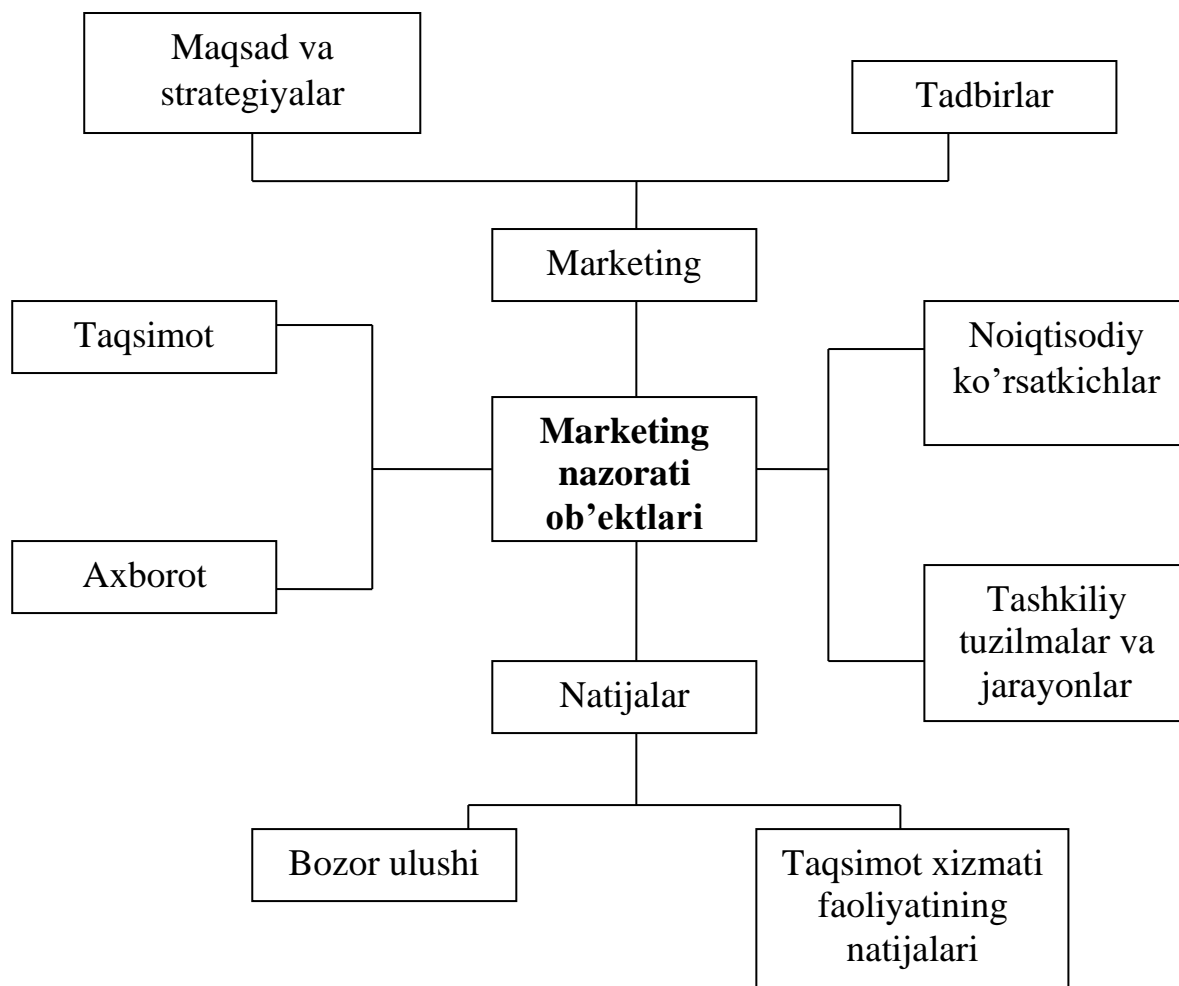 Maqsad va
strategiyalar
Tadbirlar
Marketing
Taqsimot
Noiqtisodiy
ko’rsatkichlar
Marketing
nazorati
ob’ektlari
Axborot
Tashkiliy
tuzilmalar va
jarayonlar
Natijalar
Bozor ulushi
Taqsimot xizmati
faoliyatining
natijalari